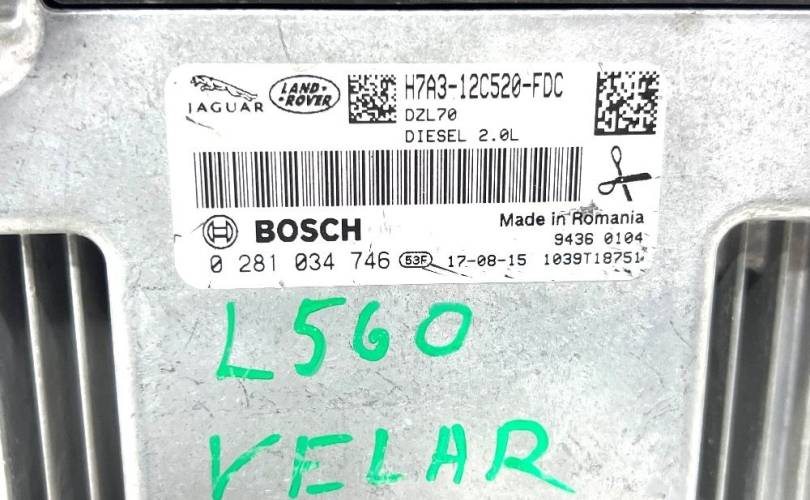 JAGUAR LAND-ROVER H7A3-12C520-FDC
DZL70
DIESEL 2.0L
BOSCH Made in Romania
9436 0104
0 281 034 746 53F 17-08-15 1039T18751
L560
VELAR